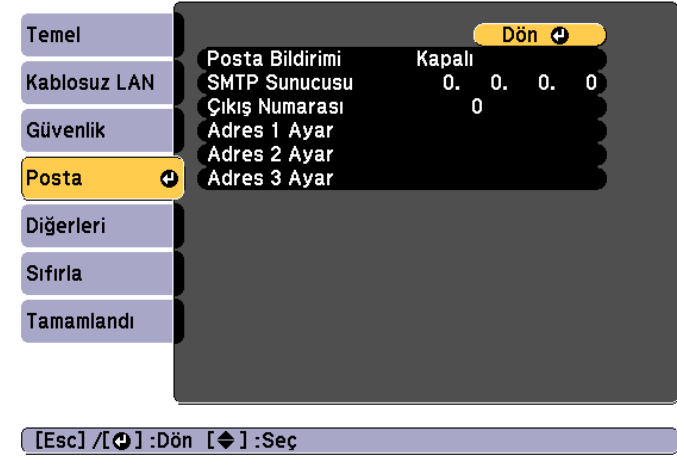 Temel
Kablosuz LAN
Güvenlik
Posta
Diğerleri
Sıfırla
Tamamlandı
Dön
Posta Bildirimi Kapalı
SMTP Sunucusu 0. 0. 0. 0
Çıkış Numarası 0
Adres 1 Ayar
Adres 2 Ayar
Adres 3 Ayar
[Esc] /[⏎] :Dön [◆] :Seç